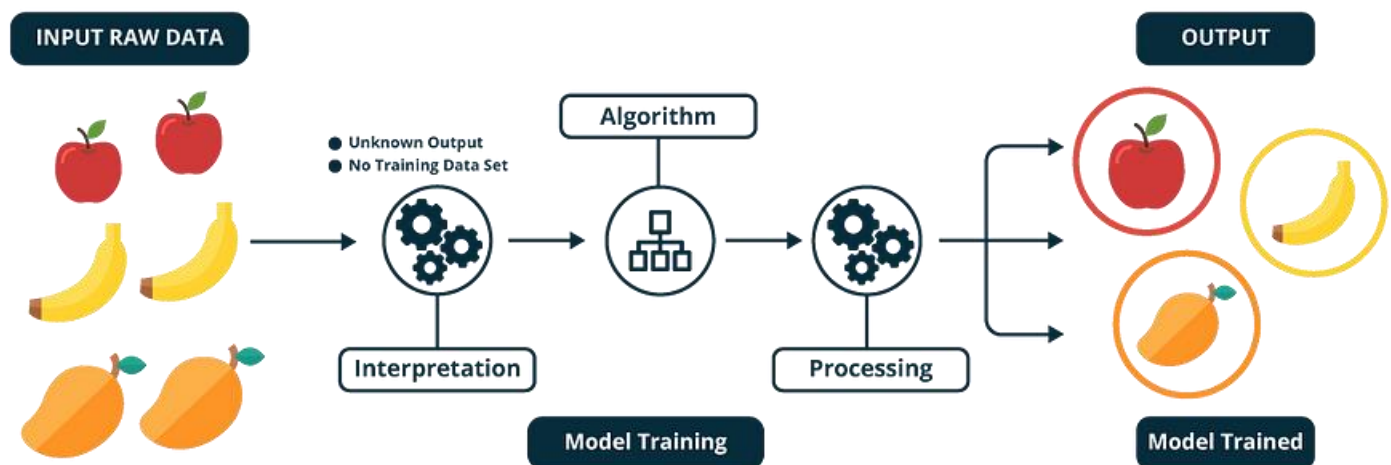 INPUT RAW DATA
OUTPUT
Algorithm
Unknown Output
No Training Data Set
Interpretation
Processing
Model Training
Model Trained